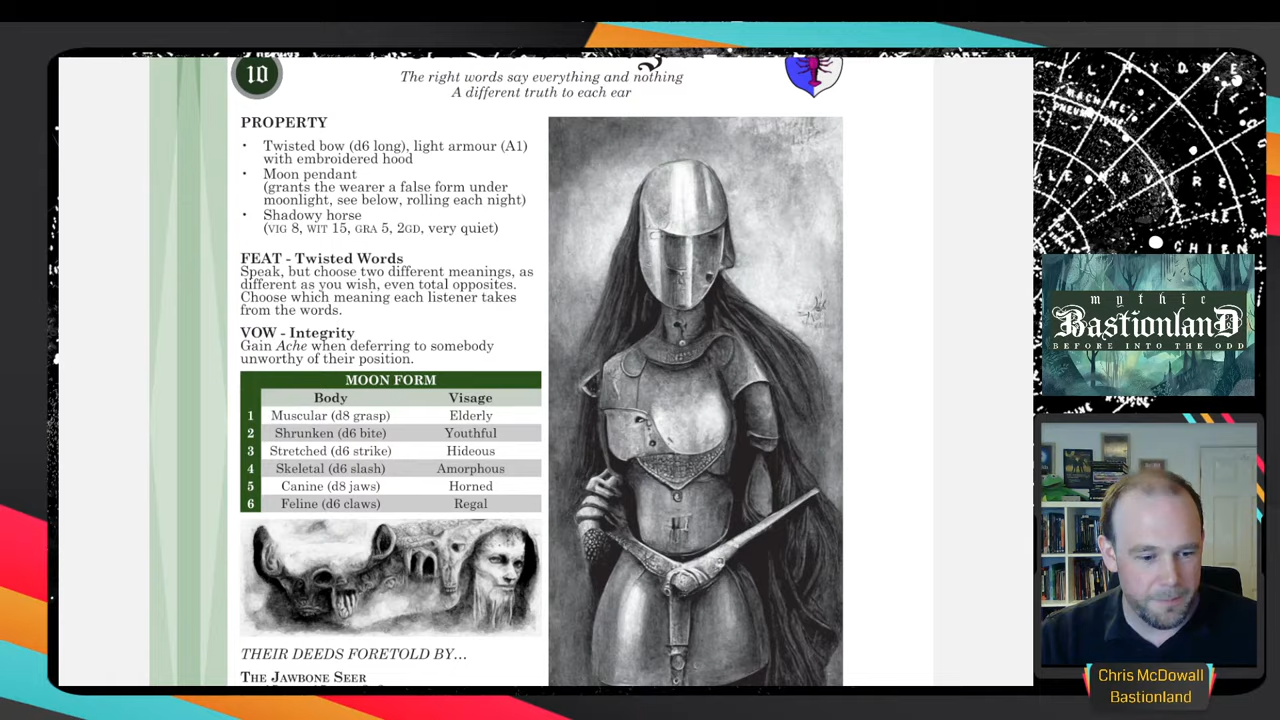 10
The right words say everything and nothing
A different truth to each ear
PROPERTY
• Twisted bow (d6 long), light armour (A1)
with embroidered hood
• Moon pendant
(grants the wearer a false form under
moonlight, see below, rolling each night)
• Shadowy horse
(VIG 8, WIT 15, GRA 5, 2GD, very quiet)
FEAT - Twisted Words
Speak, but choose two different meanings, as
different as you wish, even total opposites.
Choose which meaning each listener takes
from the words.
VOW - Integrity
Gain Ache when deferring to somebody
unworthy of their position.
MOON FORM
Body Visage
1 Muscular (d8 grasp) Elderly
2 Shrunken (d6 bite) Youthful
3 Stretched (d6 strike) Hideous
4 Skeletal (d6 slash) Amorphous
5 Canine (d8 jaws) Horned
6 Feline (d6 claws) Regal
THEIR DEEDS FORETOLD BY...
THE JAWBONE SEER
L HYDRE
MACHINE
PNEUMATIQUE
CHIEN
mythic
BastionlanD
BEFORE INTO THE ODD
Chris McDowall
Bastionland